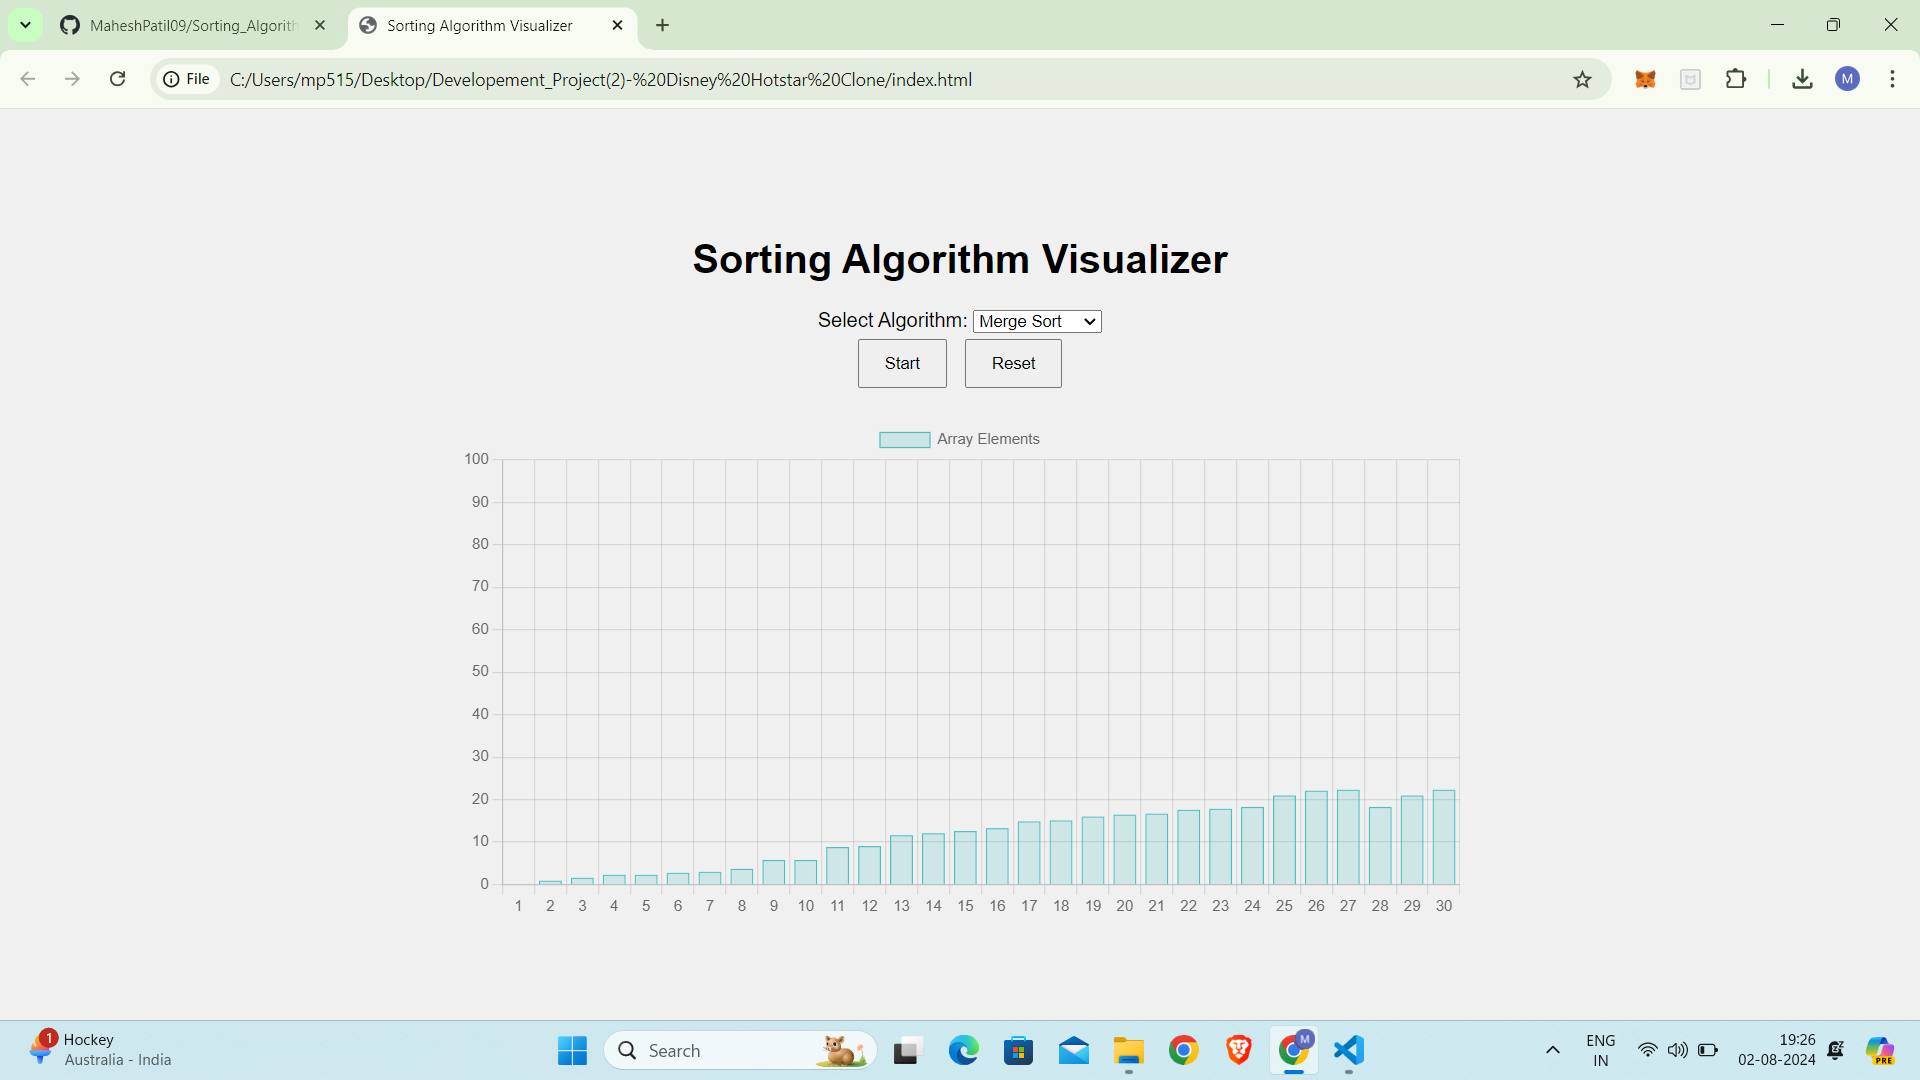 MaheshPatil09/Sorting_Algorith
Sorting Algorithm Visualizer
File
C:/Users/mp515/Desktop/Developement_Project(2)-%20Disney%20Hotstar%20Clone/index.html
M
Sorting Algorithm Visualizer
Select Algorithm: Merge Sort
Start Reset
Array Elements
100
90
80
70
60
50
40
30
20
10
0
1 2 3 4 5 6 7 8 9 10 11 12 13 14 15 16 17 18 19 20 21 22 23 24 25 26 27 28 29 30
1
Hockey
Australia - India
Search
M
ENG
IN
19:26
02-08-2024
PRE